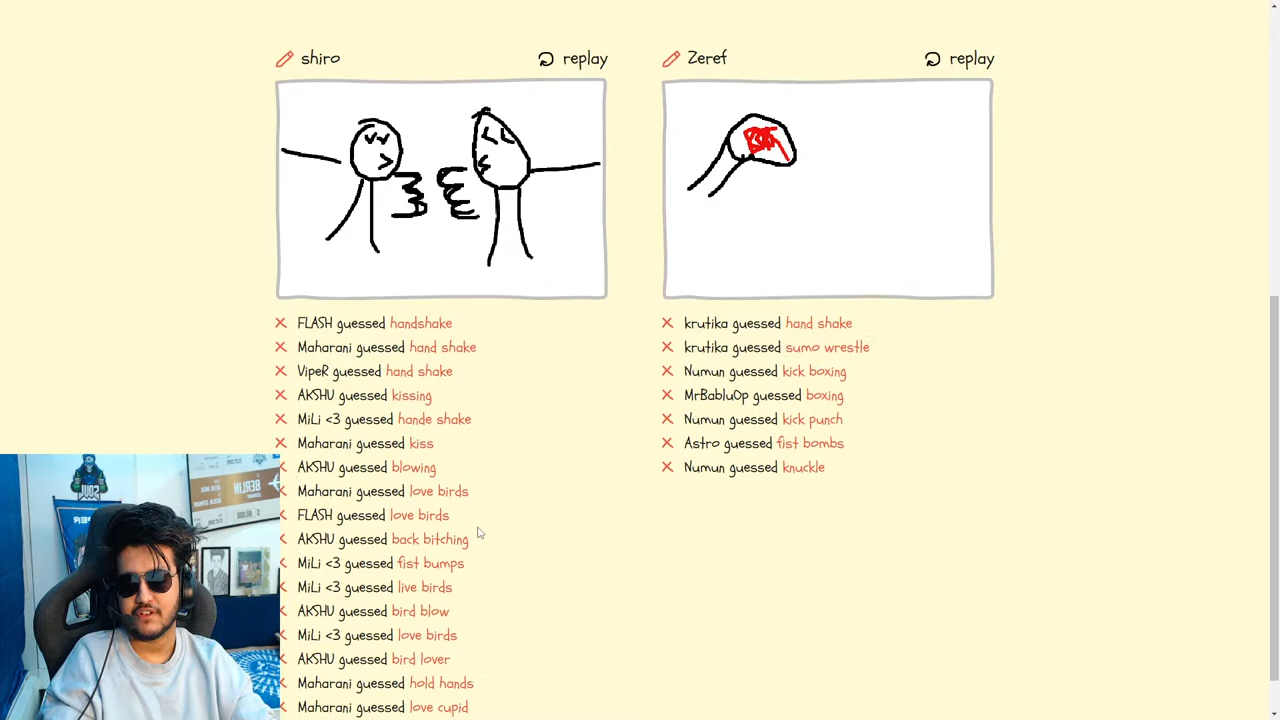 shiro
replay
Zeref
replay
FLASH guessed handshake
Maharani guessed hand shake
VipeR guessed hand shake
AKSHU guessed kissing
MiLi <3 guessed hande shake
Maharani guessed kiss
AKSHU guessed blowing
Maharani guessed love birds
FLASH guessed love birds
AKSHU guessed back bitching
MiLi <3 guessed fist bumps
MiLi <3 guessed live birds
AKSHU guessed bird blow
MiLi <3 guessed love birds
AKSHU guessed bird lover
Maharani guessed hold hands
Maharani guessed love cupid
krutika guessed hand shake
krutika guessed sumo wrestle
Numun guessed kick boxing
MrBabluOp guessed boxing
Numun guessed kick punch
Astro guessed fist bombs
Numun guessed knuckle
BERLIN
SOUL